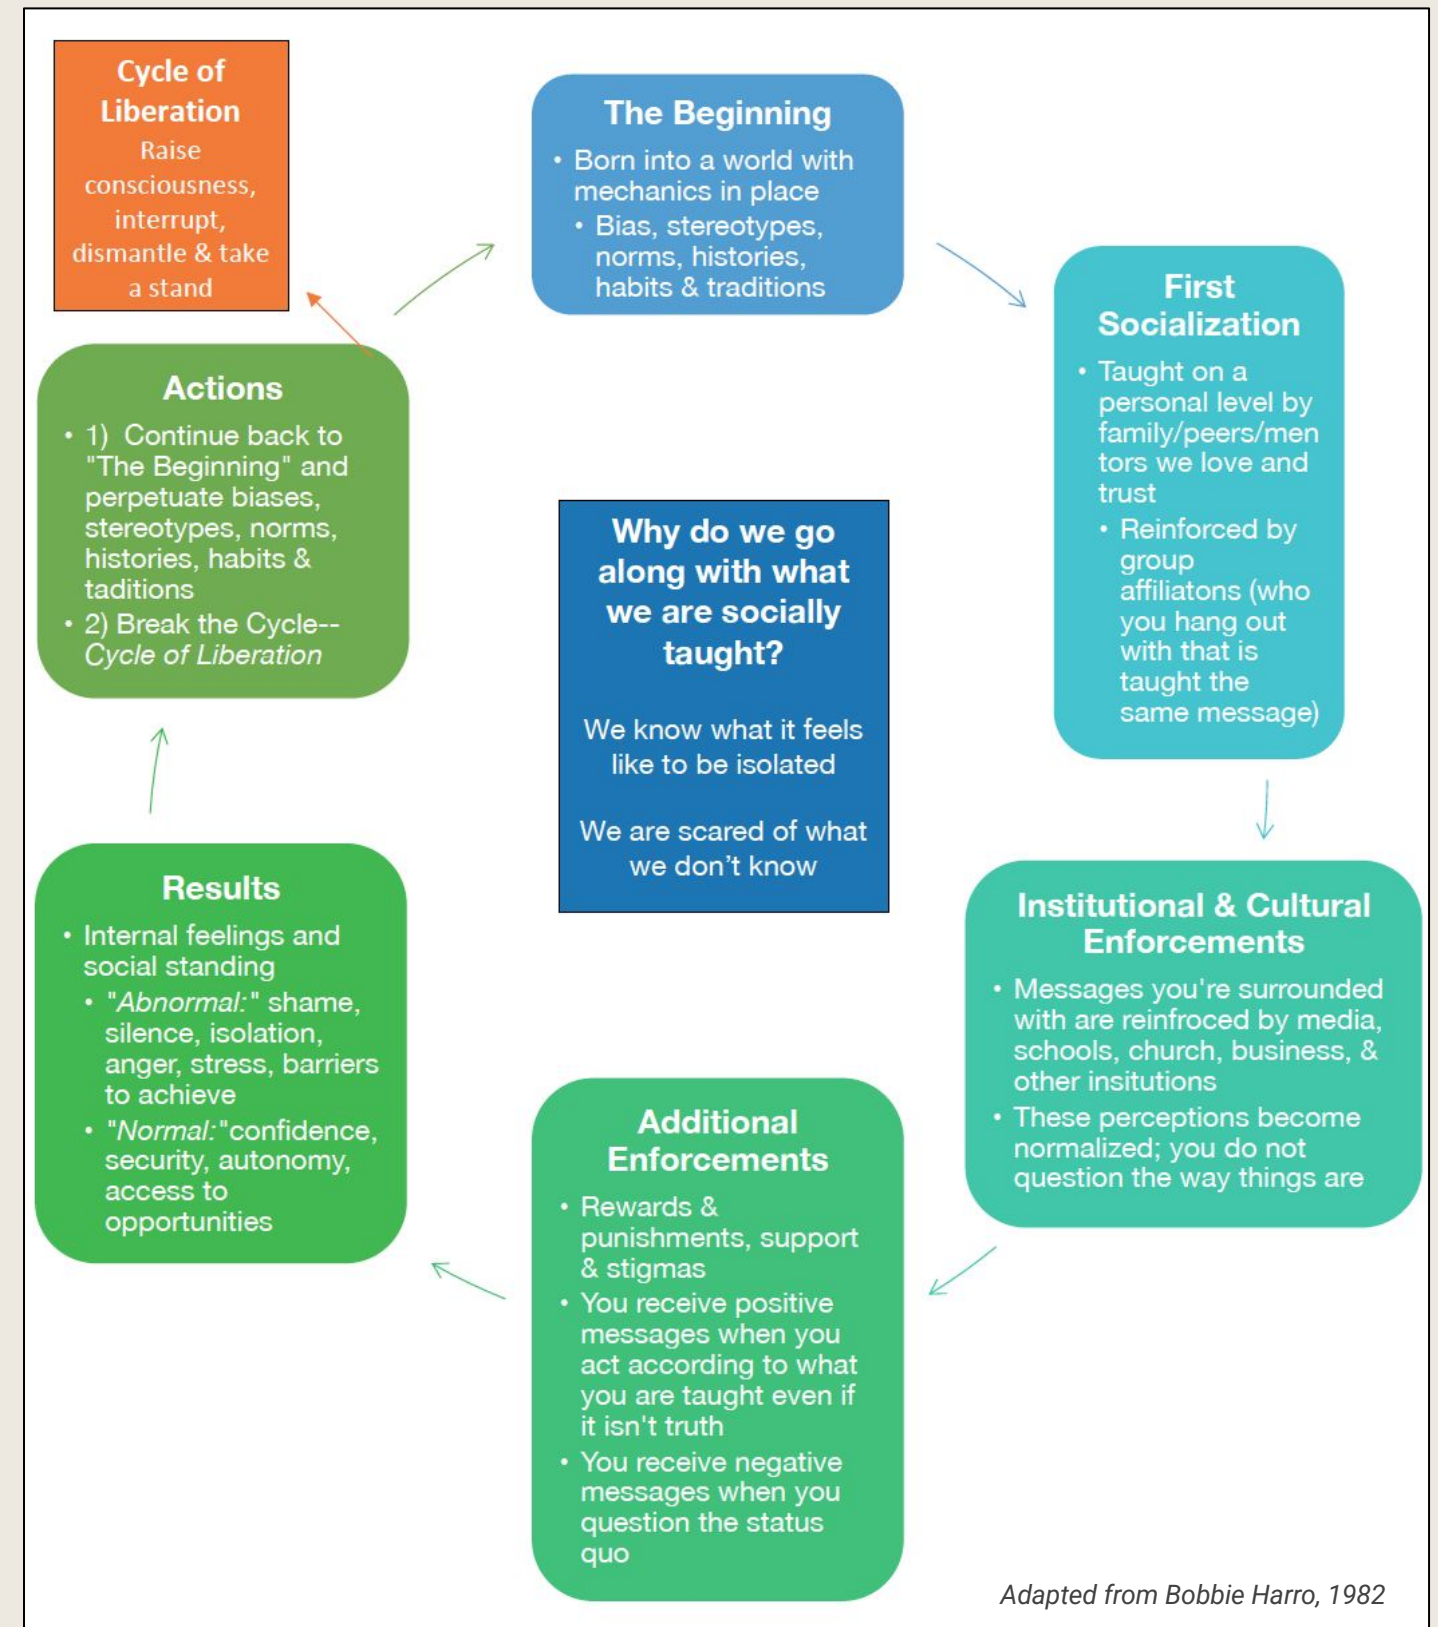 Cycle of
Liberation
Raise
consciousness,
interrupt,
dismantle & take
a stand
The Beginning
• Born into a world with
mechanics in place
• Bias, stereotypes,
norms, histories,
habits & traditions
First
Socialization
• Taught on a
personal level by
family/peers/men
tors we love and
trust
• Reinforced by
group
affiliatons (who
you hang out
with that is
taught the
same message)
Institutional & Cultural
Enforcements
• Messages you're surrounded
with are reinfroced by media,
schools, church, business, &
other insitutions
• These perceptions become
normalized; you do not
question the way things are
Additional
Enforcements
• Rewards &
punishments, support
& stigmas
• You receive positive
messages when you
act according to what
you are taught even if
it isn't truth
• You receive negative
messages when you
question the status
quo
Results
• Internal feelings and
social standing
• "Abnormal:" shame,
silence, isolation,
anger, stress, barriers
to achieve
• "Normal:"confidence,
security, autonomy,
access to
opportunities
Actions
• 1)  Continue back to
"The Beginning" and
perpetuate biases,
stereotypes, norms,
histories, habits &
taditions
• 2) Break the Cycle--
Cycle of Liberation
Why do we go
along with what
we are socially
taught?
We know what it feels
like to be isolated
We are scared of what
we don't know
Adapted from Bobbie Harro, 1982